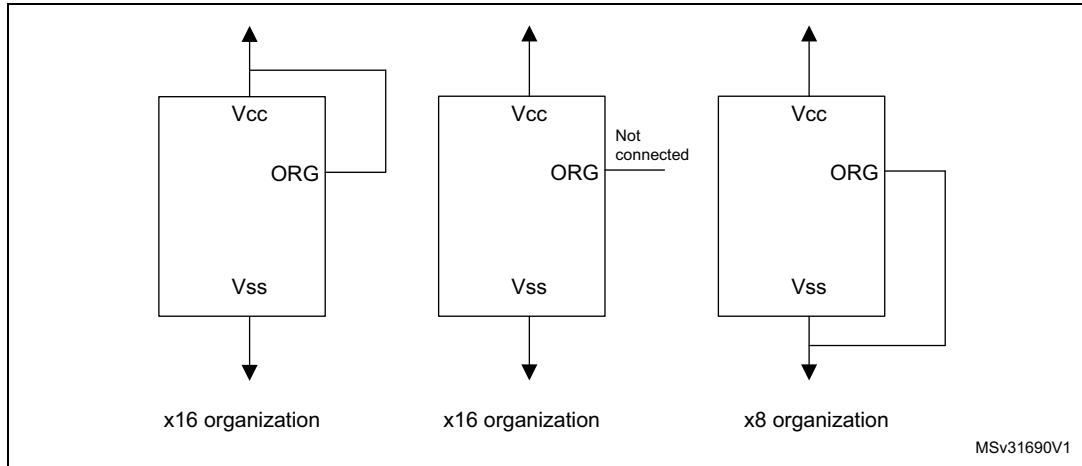 Vcc
ORG
Vss
x16 organization
Vcc
Not
connected
ORG
Vss
x16 organization
Vcc
ORG
Vss
x8 organization
MSv31690V1